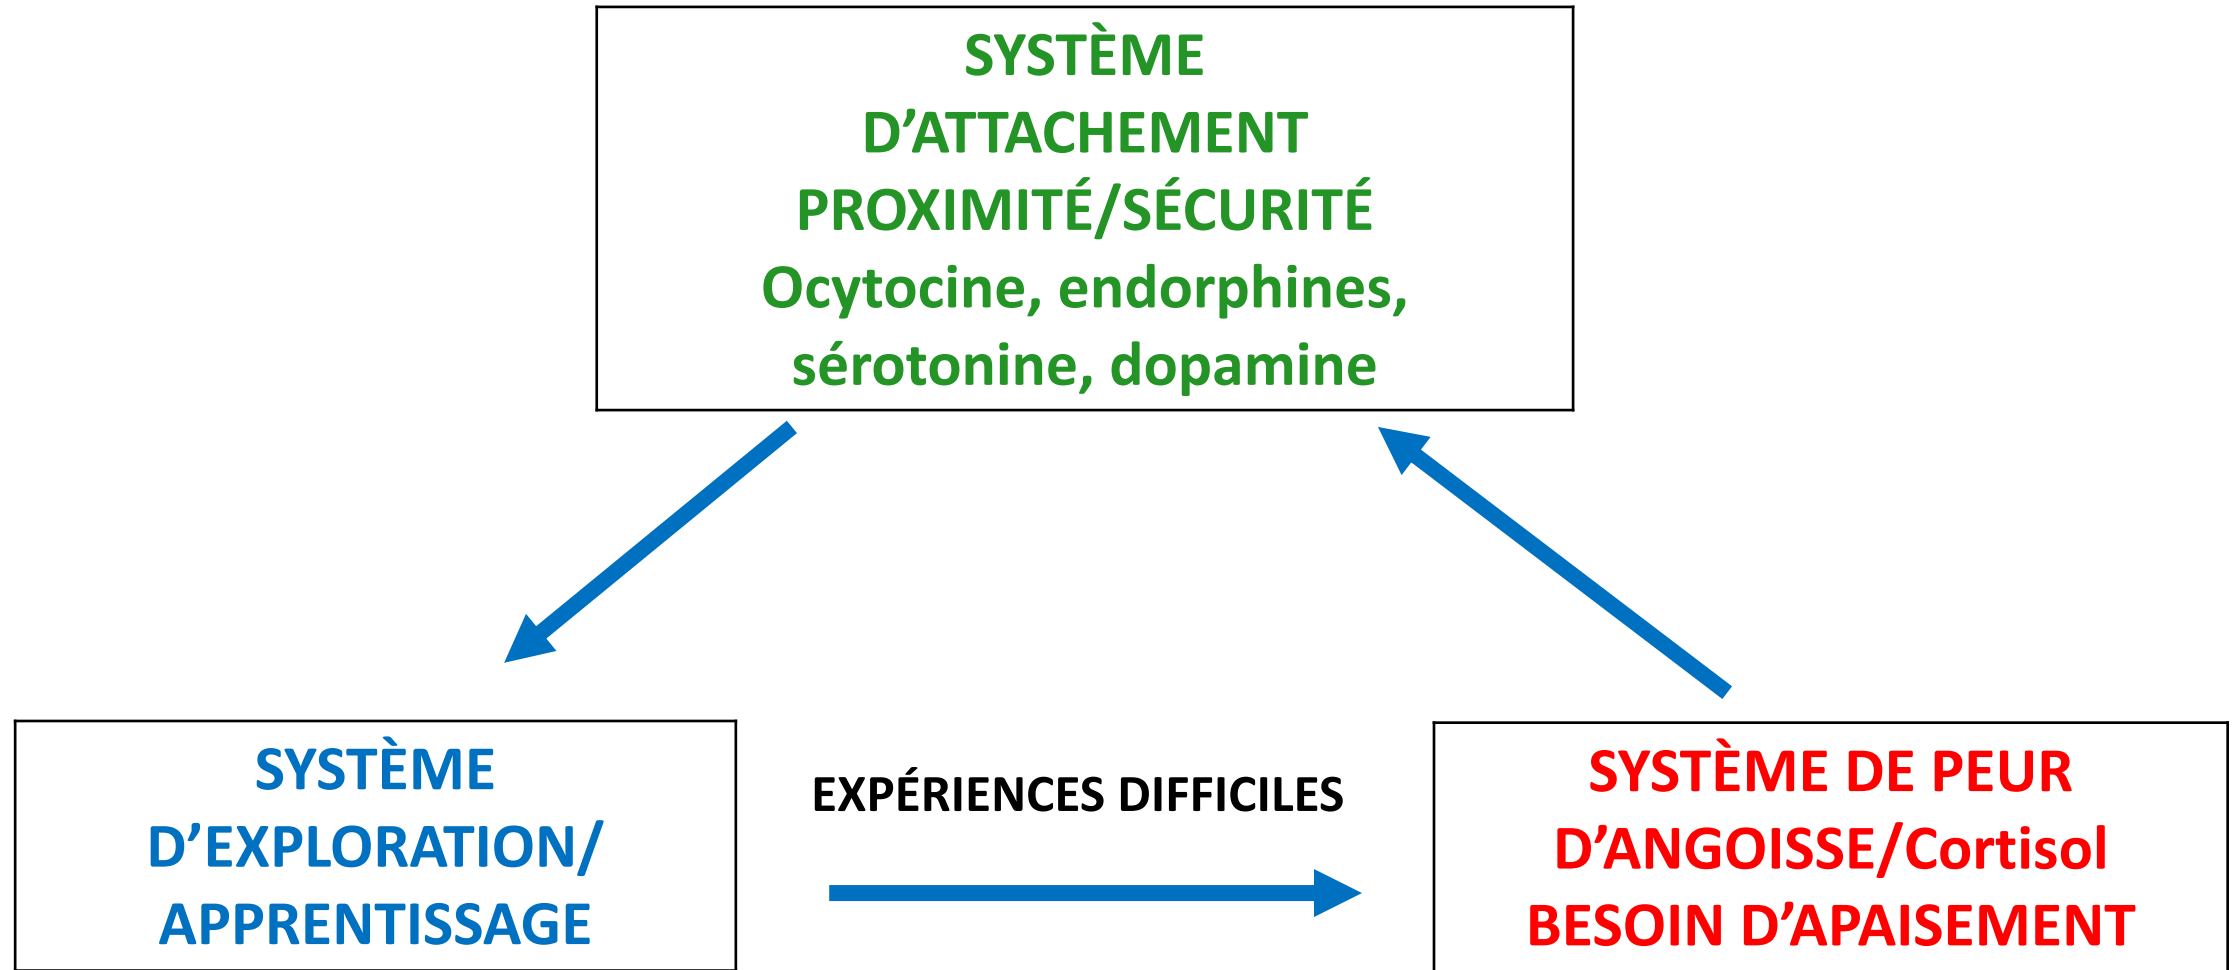 SYSTÈME
D’ATTACHEMENT
PROXIMITÉ/SÉCURITÉ
Ocytocine, endorphines,
sérotonine, dopamine
SYSTÈME
D’EXPLORATION/
APPRENTISSAGE
EXPÉRIENCES DIFFICILES
SYSTÈME DE PEUR
D’ANGOISSE/Cortisol
BESOIN D’APAISEMENT